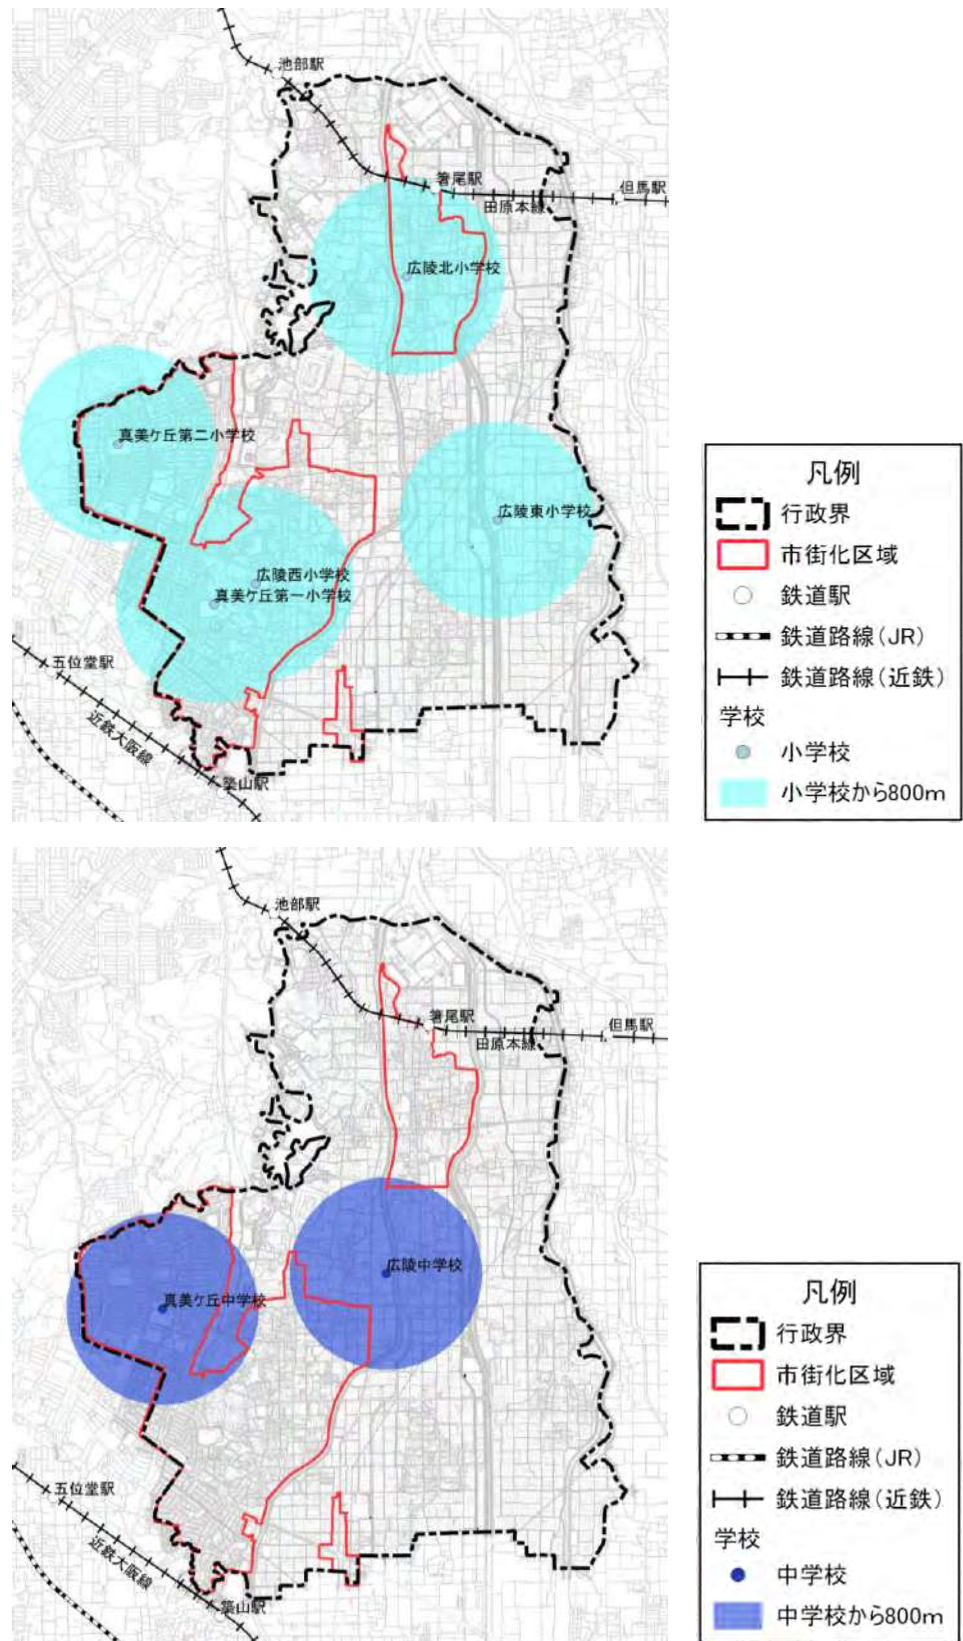 池部駅
箸尾駅
但馬駅
田原本線
広陵北小学校
真美ケ丘第二小学校
広陵東小学校
広陵西小学校
真美ケ丘第一小学校
五位堂駅
近鉄大阪線
築山駅
凡例
行政界
市街化区域
鉄道駅
鉄道路線(JR)
鉄道路線(近鉄)
学校
小学校
小学校から800m
池部駅
箸尾駅
但馬駅
田原本線
広陵中学校
真美ケ丘中学校
五位堂駅
近鉄大阪線
築山駅
凡例
行政界
市街化区域
鉄道駅
鉄道路線(JR)
鉄道路線(近鉄)
学校
中学校
中学校から800m